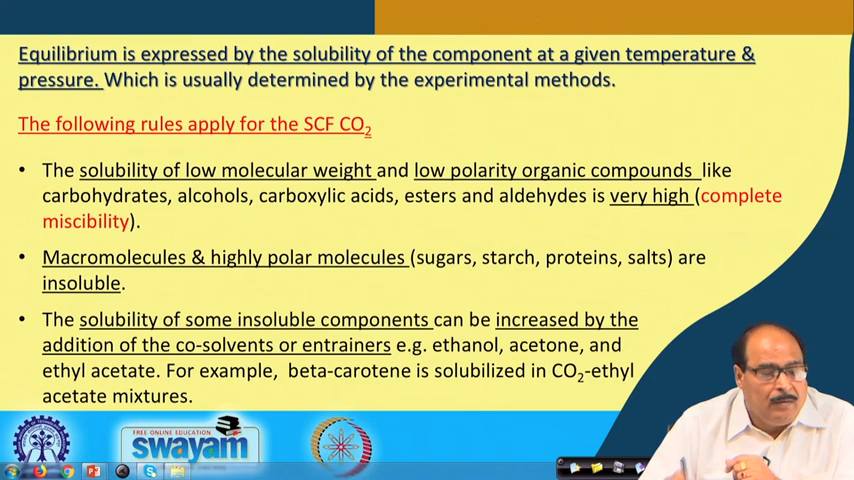 Equilibrium is expressed by the solubility of the component at a given temperature &
pressure. Which is usually determined by the experimental methods.
The following rules apply for the SCF CO2
• The solubility of low molecular weight and low polarity organic compounds like
carbohydrates, alcohols, carboxylic acids, esters and aldehydes is very high (complete
miscibility).
• Macromolecules & highly polar molecules (sugars, starch, proteins, salts) are
insoluble.
• The solubility of some insoluble components can be increased by the
addition of the co-solvents or entrainers e.g. ethanol, acetone, and
ethyl acetate. For example, beta-carotene is solubilized in CO2-ethyl
acetate mixtures.
FREE ONLINE EDUCATION
swayam